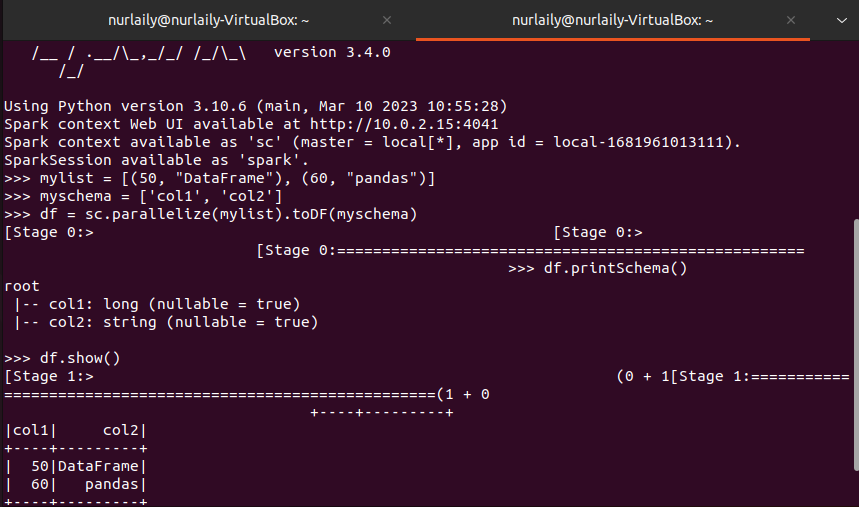 nurlaily@nurlaily-VirtualBox: ~
nurlaily@nurlaily-VirtualBox: ~
   /__ / .__/\_,_/_/ /_/\_\   version 3.4.0
      /_/
Using Python version 3.10.6 (main, Mar 10 2023 10:55:28)
Spark context Web UI available at http://10.0.2.15:4041
Spark context available as 'sc' (master = local[*], app id = local-1681961013111).
SparkSession available as 'spark'.
>>> mylist = [(50, "DataFrame"), (60, "pandas")]
>>> myschema = ['col1', 'col2']
>>> df = sc.parallelize(mylist).toDF(myschema)
[Stage 0:>                                                   [Stage 0:>
                            [Stage 0:====================================================
                                                        >>> df.printSchema()
root
 |-- col1: long (nullable = true)
 |-- col2: string (nullable = true)
>>> df.show()
[Stage 1:>                                                          (0 + 1[Stage 1:===========
================================================(1 + 0
                                  +----+---------+
|col1|     col2|
+----+---------+
|  50|DataFrame|
|  60|   pandas|
+----+---------+